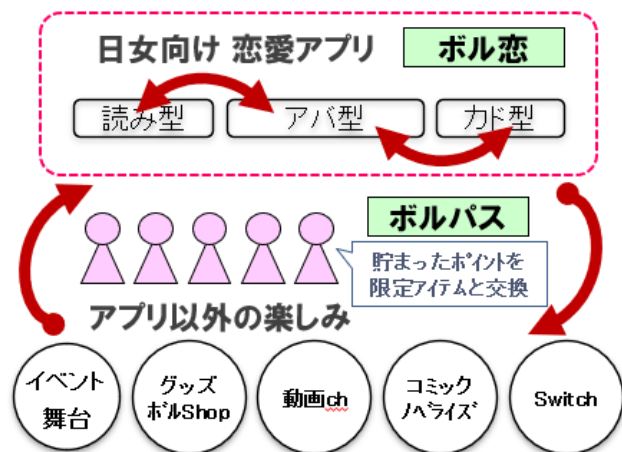 日女向け 恋愛アプリ ボル恋
読み型 アバ型 カド型
ボルパス
貯まったポイントを
限定アイテムと交換
アプリ以外の楽しみ
イベント
舞台
グッズ
ボルShop
動画ch
コミック
ノベライズ
Switch